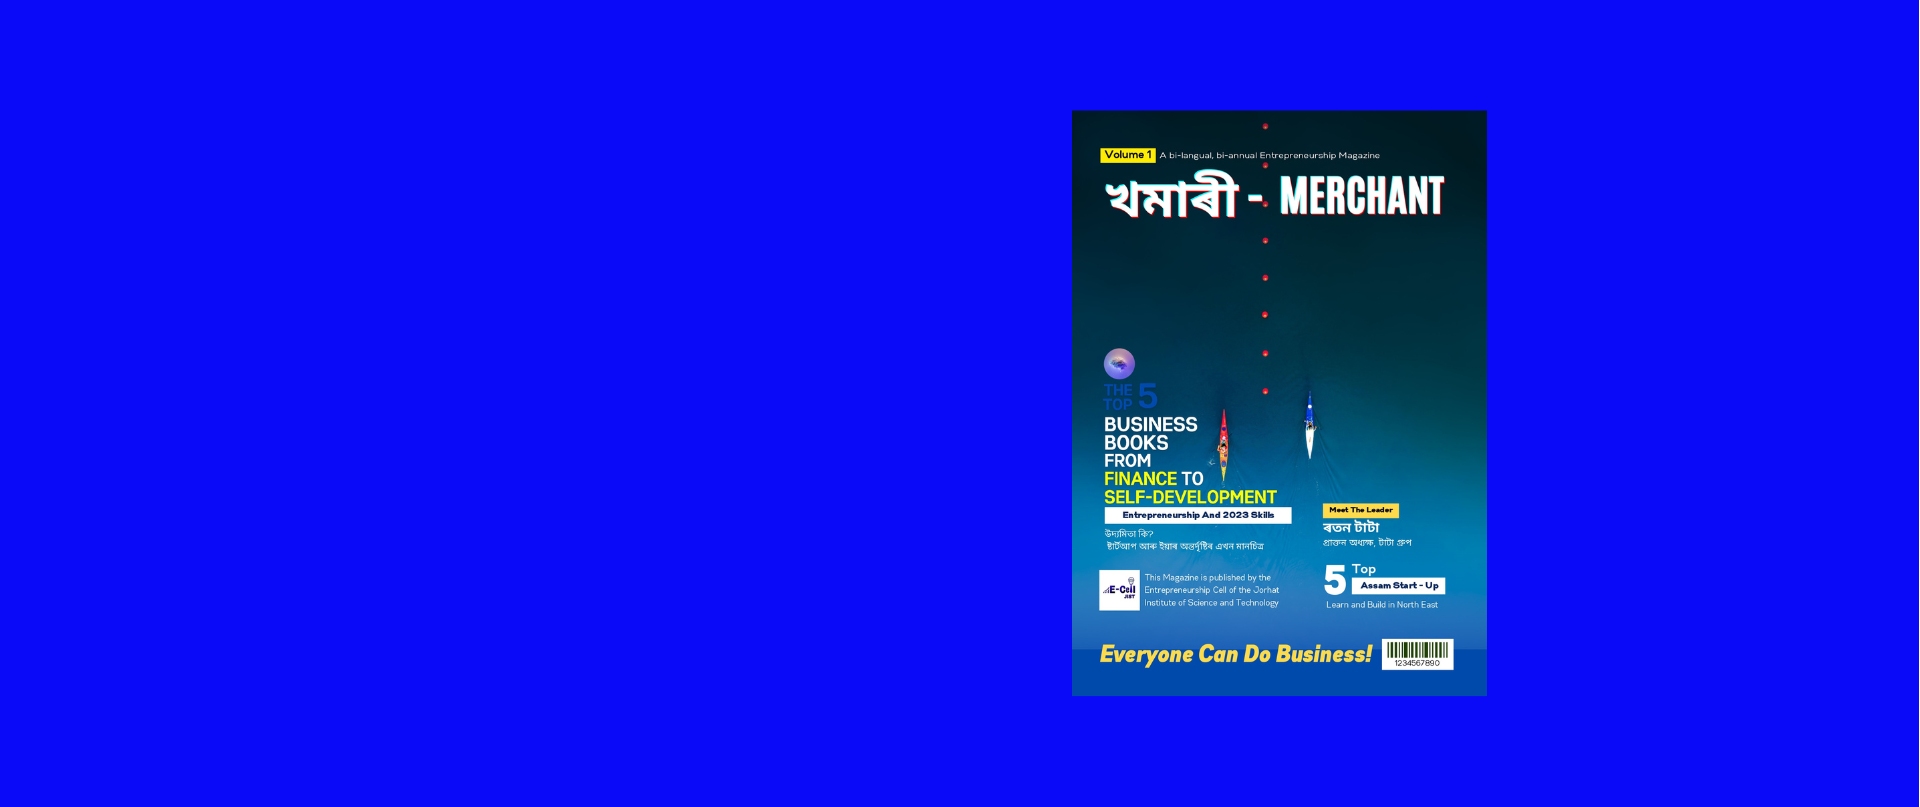 Volume 1 A bi-langual, bi-annual Entrepreneurship Magazine
খমাৰী - MERCHANT
THE
TOP 5
BUSINESS
BOOKS
FROM
FINANCE TO
SELF-DEVELOPMENT
Entrepreneurship And 2023 Skills
উদ্যমিতা কি?
ষ্টাৰ্টআপ আৰু ইয়াৰ অন্তৰ্দৃষ্টিৰ এখন মানচিত্ৰ
Meet The Leader
ৰতন টাটা
প্ৰাক্তন অধ্যক্ষ, টাটা গ্ৰুপ
5 Top
Assam Start - Up
Learn and Build in North East
E-Cell
JIST
This Magazine is published by the
Entrepreneurship Cell of the Jorhat
Institute of Science and Technology
Everyone Can Do Business!
1234567890